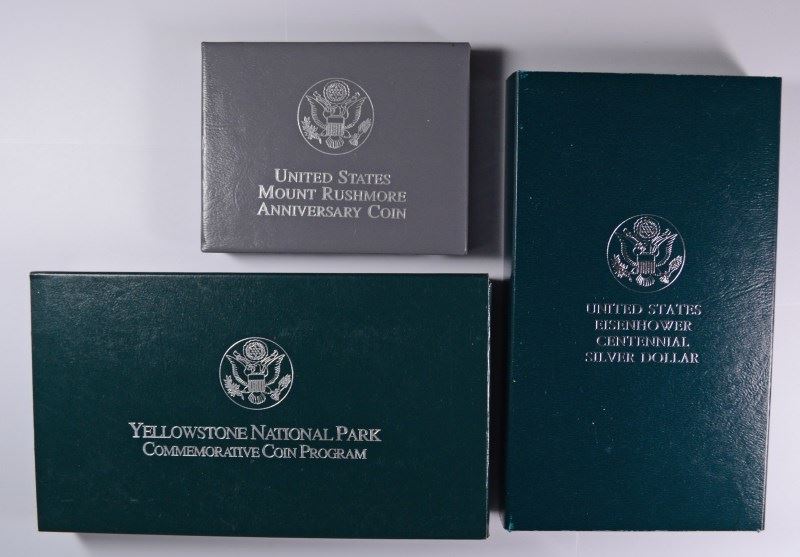 UNITED STATES
MOUNT RUSHMORE
ANNIVERSARY COIN
UNITED STATES
EISENHOWER
CENTENNIAL
SILVER DOLLAR
YELLOWSTONE NATIONAL PARK
COMMEMORATIVE COIN PROGRAM